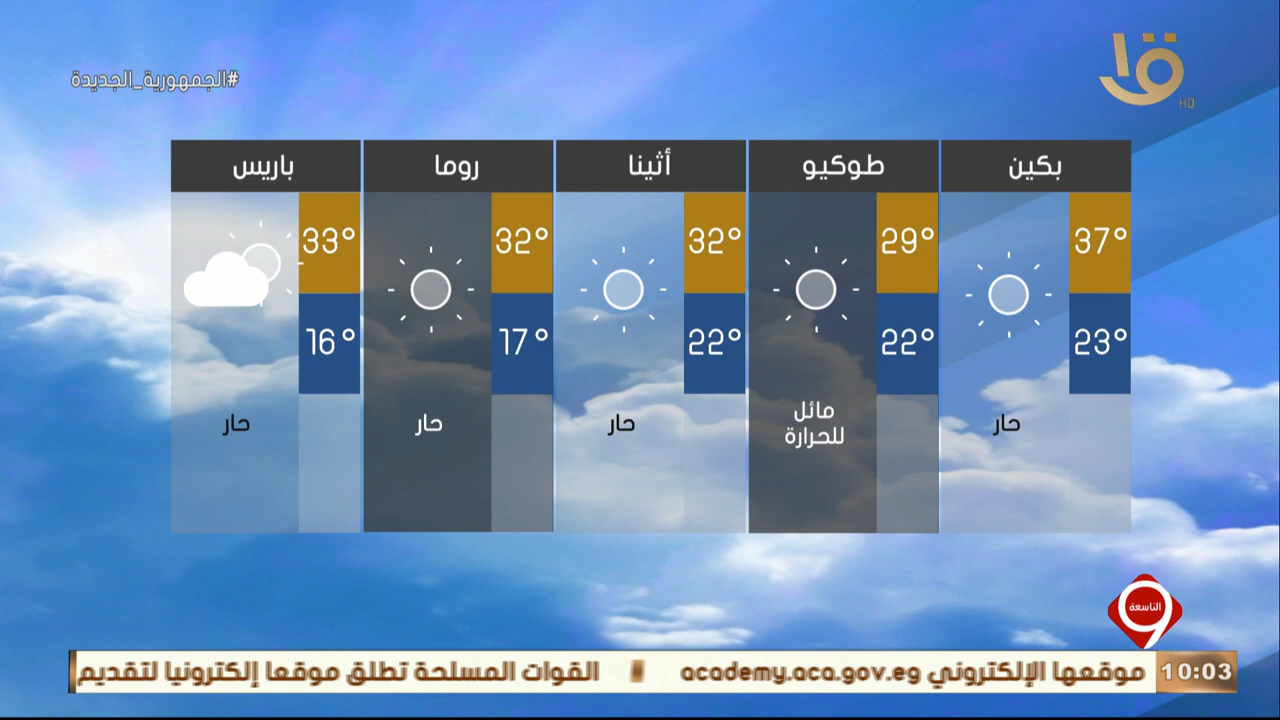 #الجمهورية_الجديدة
HD
بكين
37°
23°
حار
طوكيو
29°
22°
مائل
للحرارة
أثينا
32°
22°
حار
روما
32°
17°
حار
باريس
33°
16°
حار
التاسعة
9
10:03
موقعها الإلكتروني academy.aca.gov.eg
القوات المسلحة تطلق موقعا إلكترونيا لتقديم